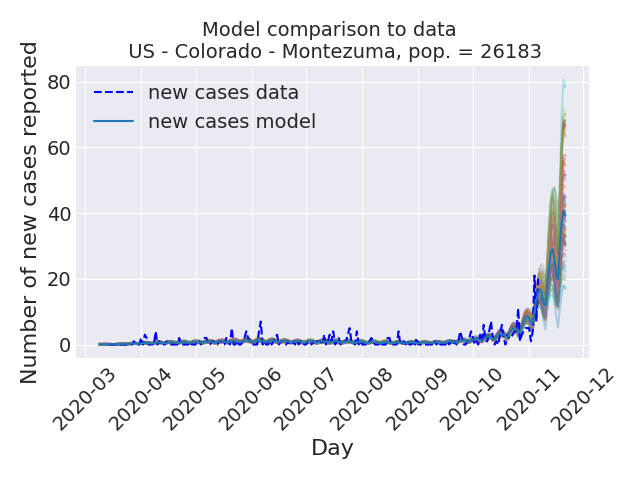 Model comparison to data
US - Colorado - Montezuma, pop. = 26183
Number of new cases reported
80
60
40
20
0
new cases data
new cases model
2020-03
2020-04
2020-05
2020-06
2020-07
2020-08
2020-09
2020-10
2020-11
2020-12
Day